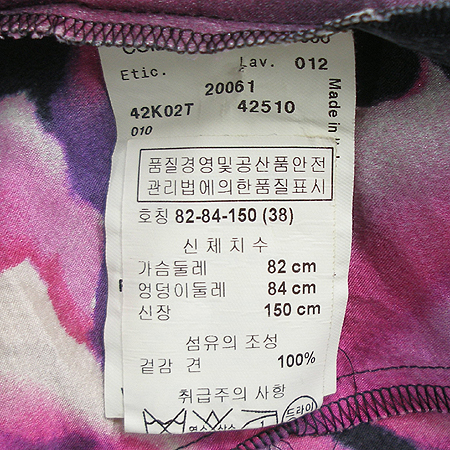 Etic. Lav. 012
20061
42K02T 42510
010
Made in
품질경영및공산품안전
관리법에의한품질표시
호칭 82-84-150 (38)
신체치수
가슴둘레 82 cm
엉덩이둘레 84 cm
신장 150 cm
섬유의 조성
겉감 견 100%
취급주의 사항
드라이